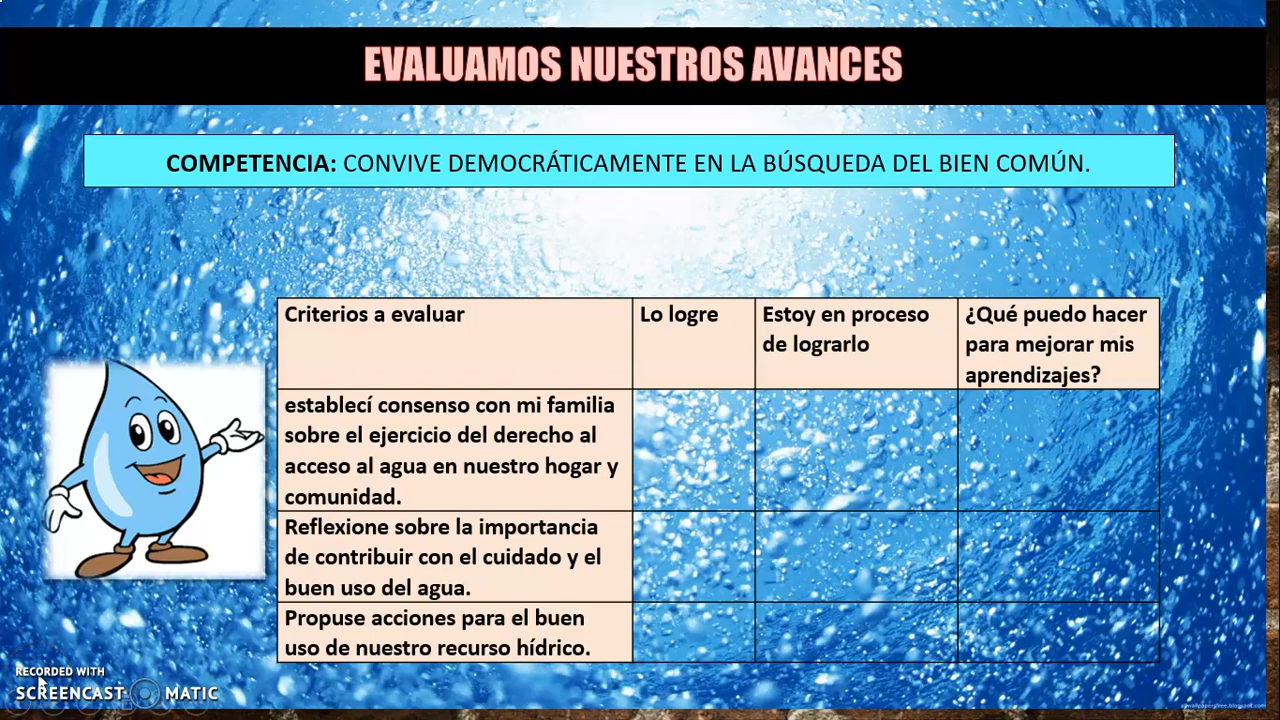 EVALUAMOS NUESTROS AVANCES
COMPETENCIA: CONVIVE DEMOCRÁTICAMENTE EN LA BÚSQUEDA DEL BIEN COMÚN.
Criterios a evaluar
Lo logre
Estoy en proceso
de lograrlo
¿Qué puedo hacer
para mejorar mis
aprendizajes?
establecí consenso con mi familia
sobre el ejercicio del derecho al
acceso al agua en nuestro hogar y
comunidad.
Reflexione sobre la importancia
de contribuir con el cuidado y el
buen uso del agua.
Propuse acciones para el buen
uso de nuestro recurso hídrico.
RECORDED WITH
SCREENCAST MATIC